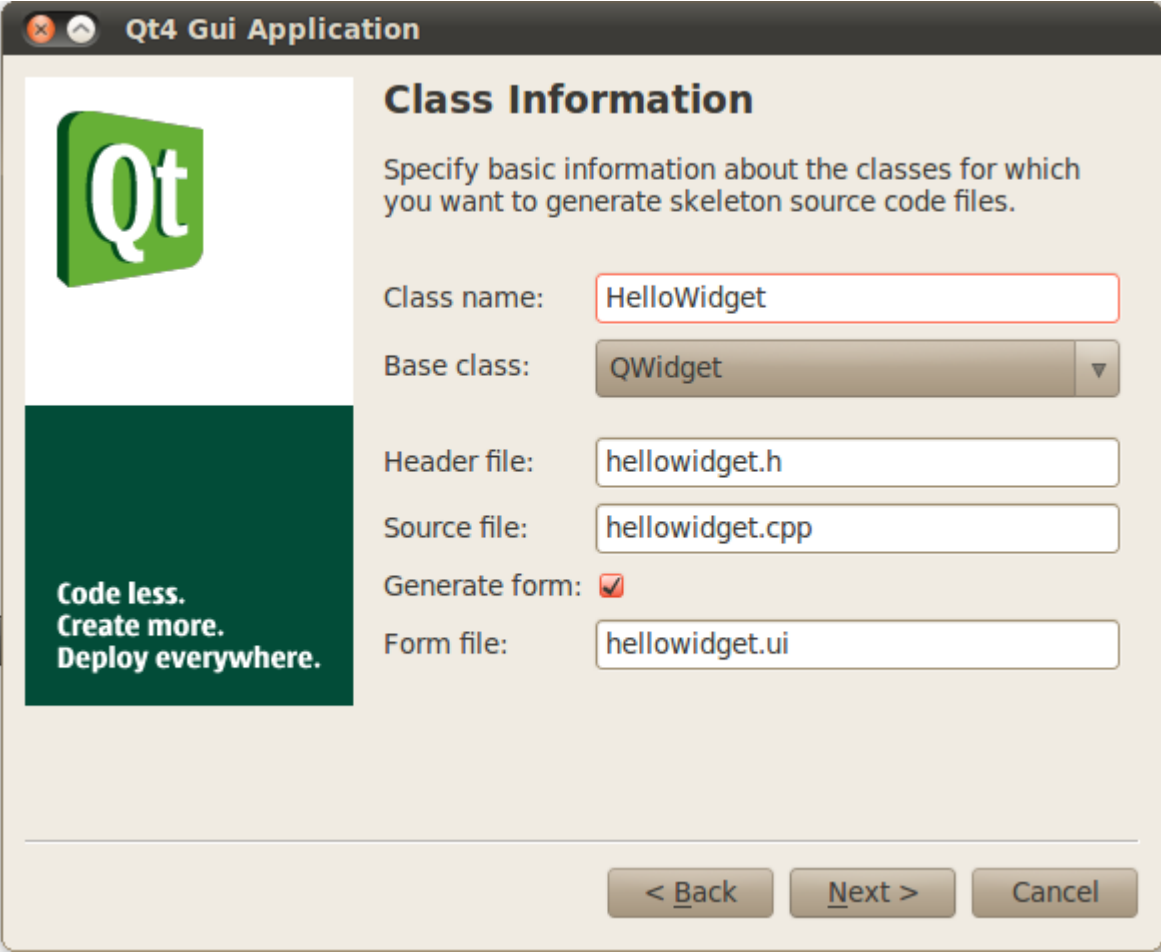 Qt4 Gui Application
Qt
Code less.
Create more.
Deploy everywhere.
Class Information
Specify basic information about the classes for which
you want to generate skeleton source code files.
Class name: HelloWidget
Base class: QWidget
Header file: hellowidget.h
Source file: hellowidget.cpp
Generate form:
Form file: hellowidget.ui
< Back Next > Cancel